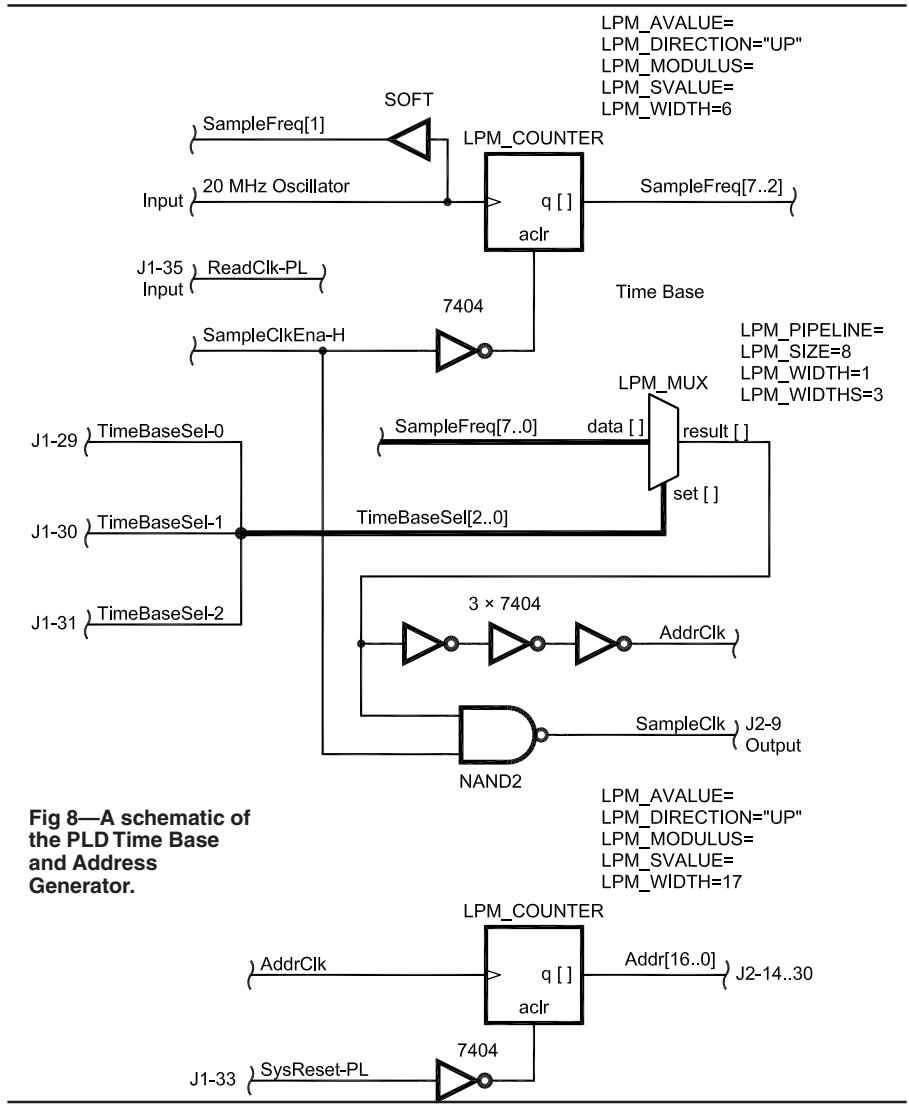 LPM_AVALUE=
LPM_DIRECTION="UP"
LPM_MODULUS=
LPM_SVALUE=
LPM_WIDTH=6
SOFT
SampleFreq[1]
LPM_COUNTER
Input
20 MHz Oscillator
q [ ]
SampleFreq[7..2]
aclr
J1-35
Input
ReadClk-PL
7404
Time Base
SampleClkEna-H
LPM_PIPELINE=
LPM_SIZE=8
LPM_WIDTH=1
LPM_WIDTHS=3
LPM_MUX
SampleFreq[7..0]
data [ ]
result [ ]
J1-29
TimeBaseSel-0
set [ ]
J1-30
TimeBaseSel-1
TimeBaseSel[2..0]
J1-31
TimeBaseSel-2
3 × 7404
AddrClk
SampleClk
J2-9
Output
NAND2
Fig 8—A schematic of
the PLD Time Base
and Address
Generator.
LPM_AVALUE=
LPM_DIRECTION="UP"
LPM_MODULUS=
LPM_SVALUE=
LPM_WIDTH=17
LPM_COUNTER
AddrClk
q [ ]
Addr[16..0]
J2-14..30
aclr
7404
J1-33
SysReset-PL